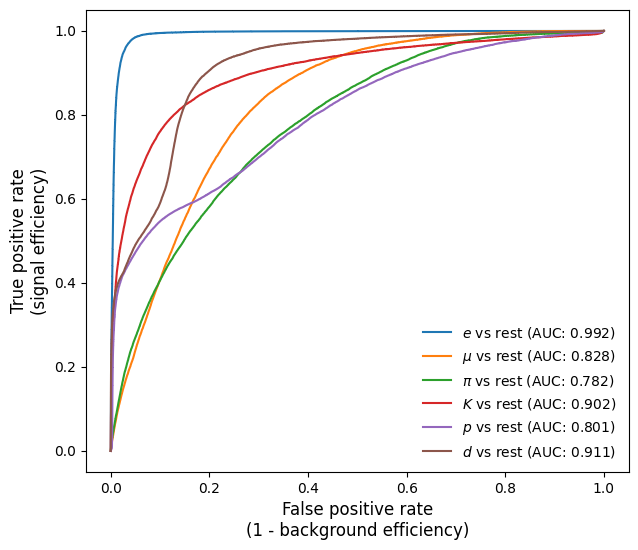 True positive rate
(signal efficiency)
1.0
0.8
0.6
0.4
0.2
0.0
e vs rest (AUC: 0.992)
μ vs rest (AUC: 0.828)
π vs rest (AUC: 0.782)
K vs rest (AUC: 0.902)
p vs rest (AUC: 0.801)
d vs rest (AUC: 0.911)
0.0 0.2 0.4 0.6 0.8 1.0
False positive rate
(1 - background efficiency)